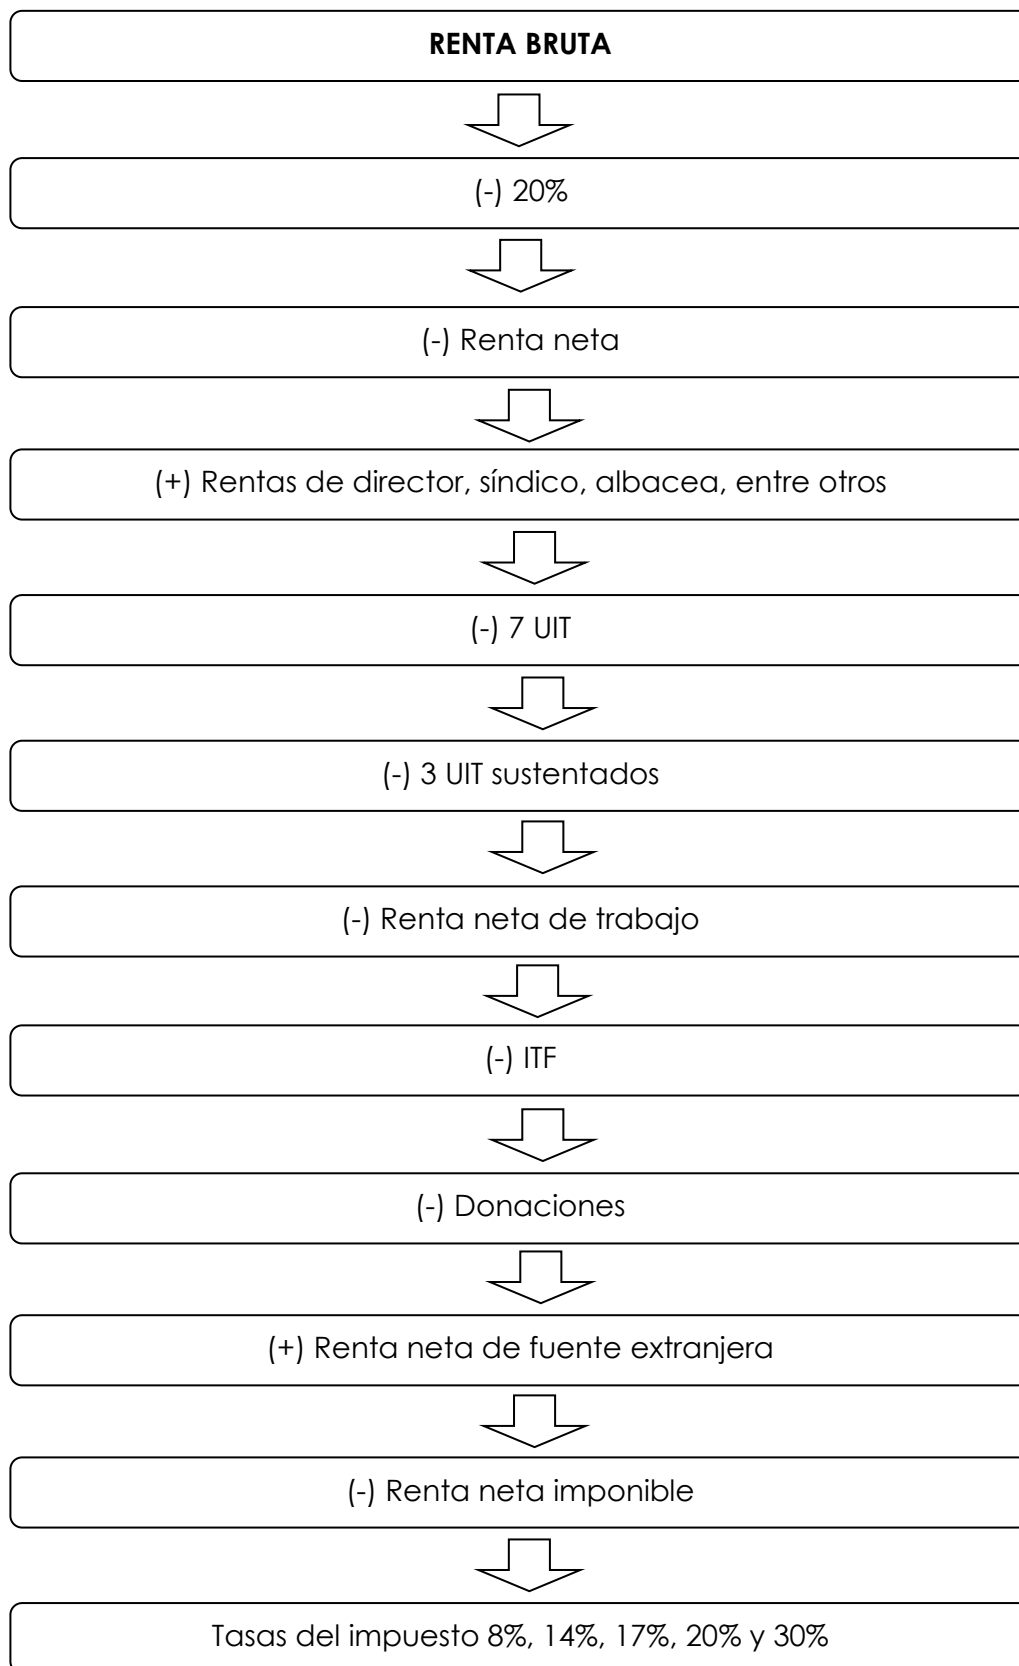 RENTA BRUTA
(-) 20%
(-) Renta neta
(+) Rentas de director, síndico, albacea, entre otros
(-) 7 UIT
(-) 3 UIT sustentados
(-) Renta neta de trabajo
(-) ITF
(-) Donaciones
(+) Renta neta de fuente extranjera
(-) Renta neta imponible
Tasas del impuesto 8%, 14%, 17%, 20% y 30%